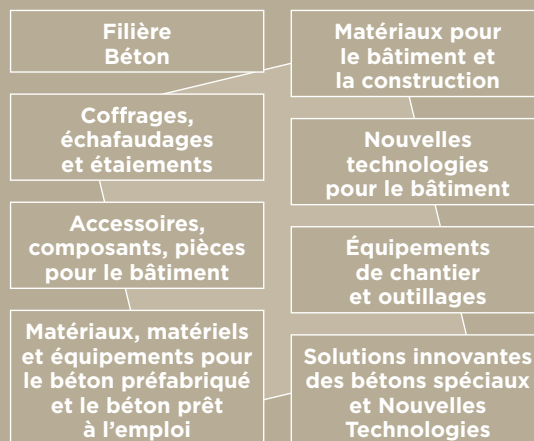 Filière
Béton
Coffrages,
échafaudages
et étaiements
Accessoires,
composants, pièces
pour le bâtiment
Matériaux, matériels
et équipements pour
le béton préfabriqué
et le béton prêt
à l’emploi
Matériaux pour
le bâtiment et
la construction
Nouvelles
technologies
pour le bâtiment
Équipements
de chantier
et outillages
Solutions innovantes
des bétons spéciaux
et Nouvelles
Technologies